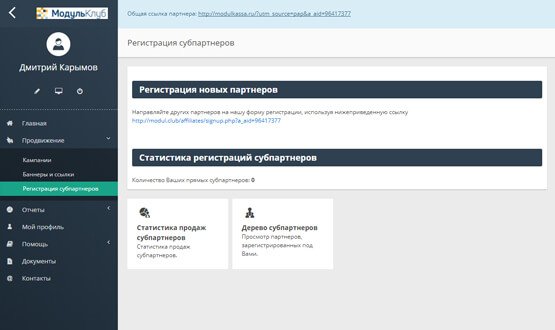 МодульКлуб
Дмитрий Карымов
Главная
Продвижение
Кампании
Баннеры и ссылки
Регистрация субпартнеров
Отчеты
Мой профиль
Помощь
Документы
Контакты
Общая ссылка партнера: http://modulkassa.ru/?utm_source=pap&a_aid=96417377
Регистрация субпартнеров
Регистрация новых партнеров
Направляйте других партнеров на нашу форму регистрации, используя нижеприведенную ссылку
http://modul.club/affiliates/signup.php?a_aid=96417377
Статистика регистраций субпартнеров
Количество Ваших прямых субпартнеров: 0
Статистика продаж
субпартнеров
Статистика продаж
субпартнеров.
Дерево субпартнеров
Просмотр партнеров,
зарегистрированных под
Вами.